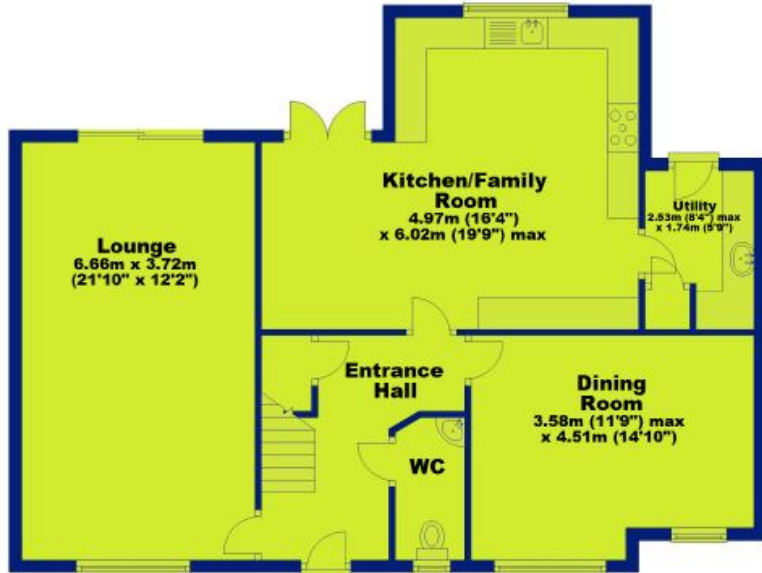 Kitchen/Family
Room
4.97m (16'4")
x 6.02m (19'9") max
Utility
2.53m (8'4") max
x 1.74m (5'9")
Lounge
6.66m x 3.72m
(21'10" x 12'2")
Entrance
Hall
Dining
Room
3.58m (11'9") max
x 4.51m (14'10")
WC